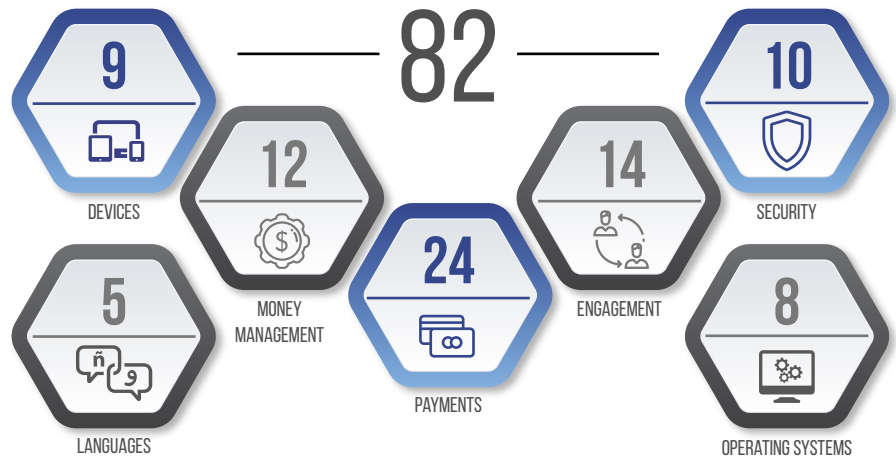 82
9
DEVICES
12
MONEY
MANAGEMENT
24
PAYMENTS
14
ENGAGEMENT
10
SECURITY
5
ñ
و
LANGUAGES
$
8
OPERATING SYSTEMS